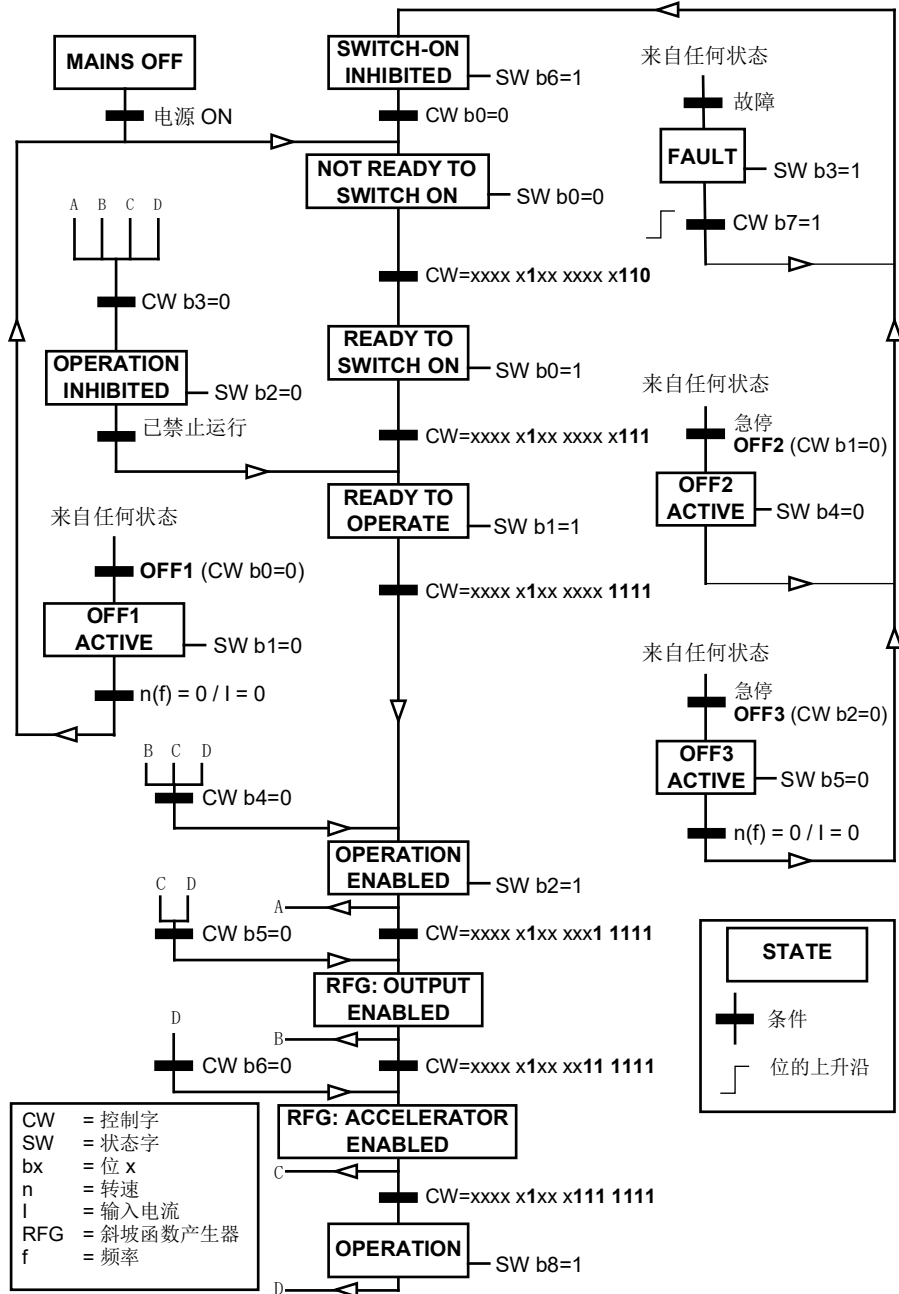 MAINS OFF
电源 ON
SWITCH-ON
INHIBITED
SW b6=1
CW b0=0
NOT READY TO
SWITCH ON
SW b0=0
CW=xxxx x1xx xxxx x110
READY TO
SWITCH ON
SW b0=1
CW=xxxx x1xx xxxx x111
READY TO
OPERATE
SW b1=1
CW=xxxx x1xx xxxx 1111
来自任何状态
故障
FAULT
SW b3=1
CW b7=1
A B C D
CW b3=0
OPERATION
INHIBITED
SW b2=0
已禁止运行
来自任何状态
OFF1 (CW b0=0)
OFF1
ACTIVE
SW b1=0
n(f) = 0 / I = 0
来自任何状态
急停
OFF2 (CW b1=0)
OFF2
ACTIVE
SW b4=0
来自任何状态
急停
OFF3 (CW b2=0)
OFF3
ACTIVE
SW b5=0
n(f) = 0 / I = 0
B C D
CW b4=0
OPERATION
ENABLED
SW b2=1
A
C D
CW b5=0
CW=xxxx x1xx xxx1 1111
RFG: OUTPUT
ENABLED
B
D
CW b6=0
CW=xxxx x1xx xx11 1111
RFG: ACCELERATOR
ENABLED
C
CW=xxxx x1xx x111 1111
OPERATION
SW b8=1
D
STATE
条件
位的上升沿
CW = 控制字
SW = 状态字
bx = 位 x
n = 转速
I = 输入电流
RFG = 斜坡函数产生器
f = 频率